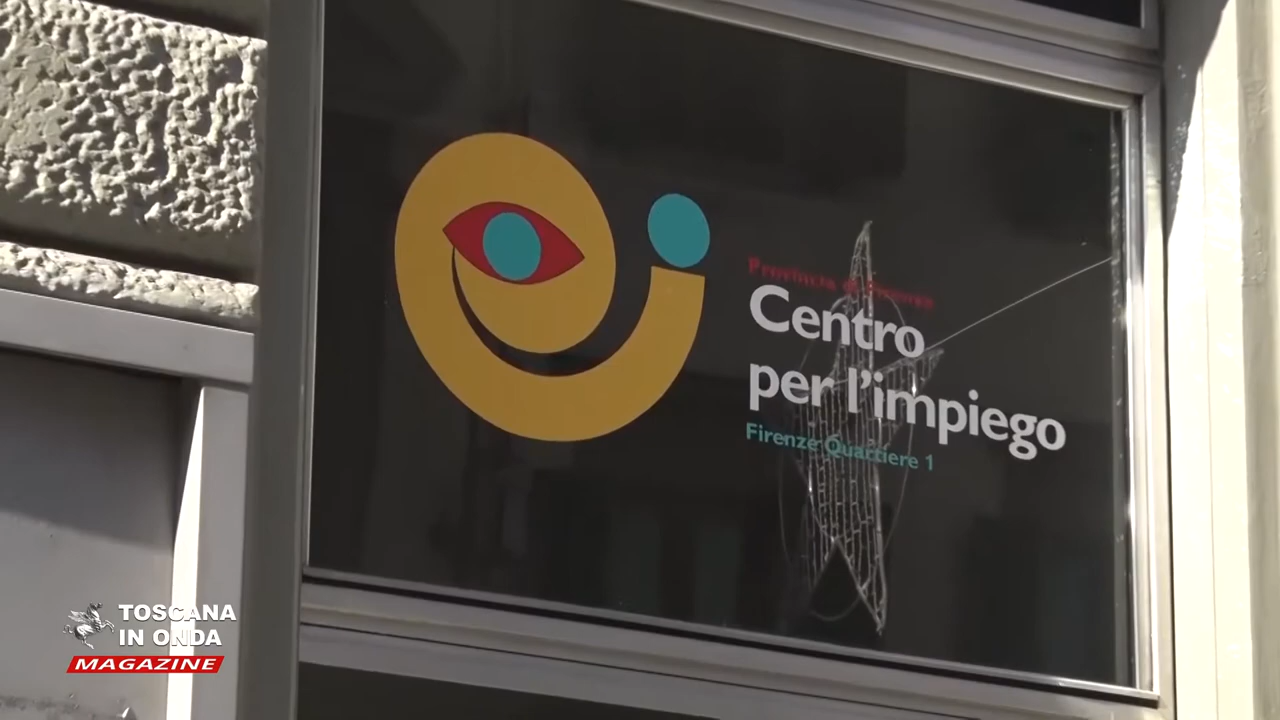 Provincia di Firenze
Centro
per l'impiego
Firenze Quartiere 1
TOSCANA
IN ONDA
MAGAZINE